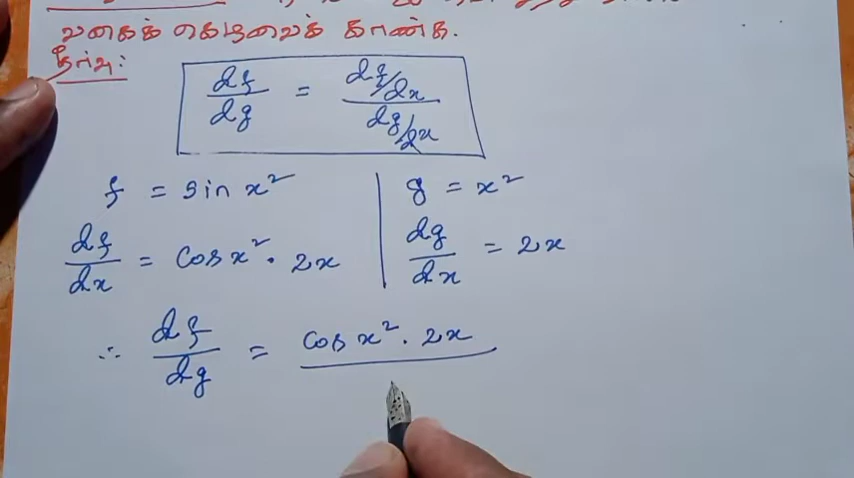 வகைக் கெழுவைக் காண்க.
தீர்வு:
df/dg = (df/dx)/(dg/dx)
f = sin x² | g = x²
df/dx = cos x² · 2x | dg/dx = 2x
∴ df/dg = cos x² · 2x